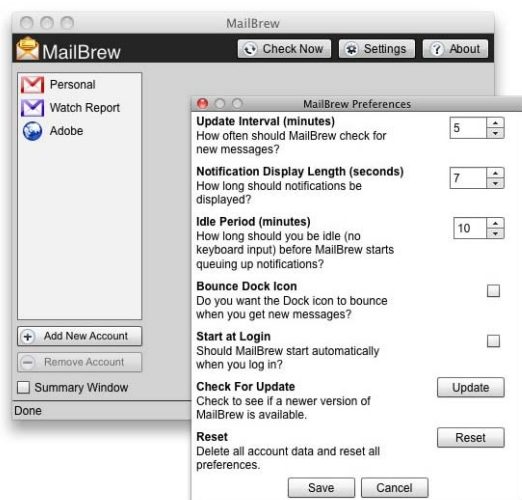 MailBrew
MailBrew
Check Now
Settings
? About
Personal
Watch Report
Adobe
Add New Account
Remove Account
Summary Window
Done
MailBrew Preferences
Update Interval (minutes)
How often should MailBrew check for
new messages?
5
Notification Display Length (seconds)
How long should notifications be
displayed?
7
Idle Period (minutes)
How long should you be idle (no
keyboard input) before MailBrew starts
queuing up notifications?
10
Bounce Dock Icon
Do you want the Dock icon to bounce
when you get new messages?
Start at Login
Should MailBrew start automatically
when you log in?
Check For Update
Check to see if a newer version of
MailBrew is available.
Update
Reset
Delete all account data and reset all
preferences.
Reset
Save
Cancel